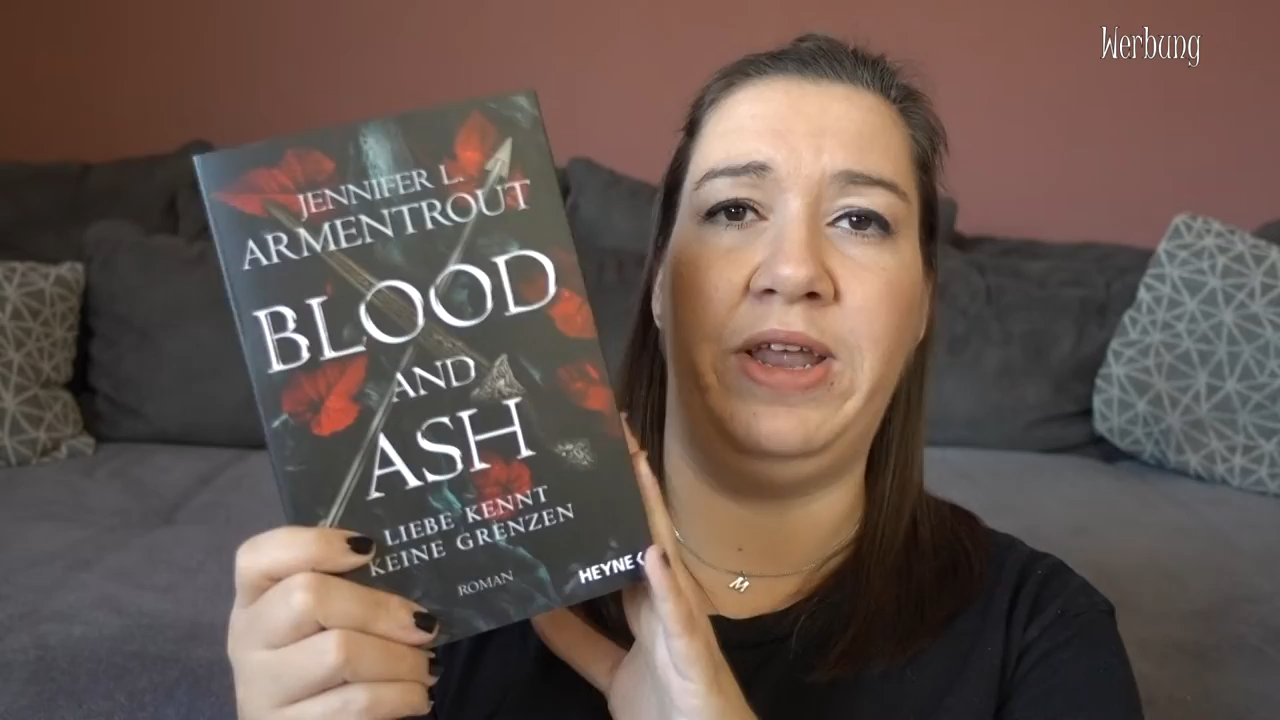 Werbung
JENNIFER L.
ARMENTROUT
BLOOD
AND
ASH
LIEBE KENNT
KEINE GRENZEN
ROMAN
HEYNE<
M